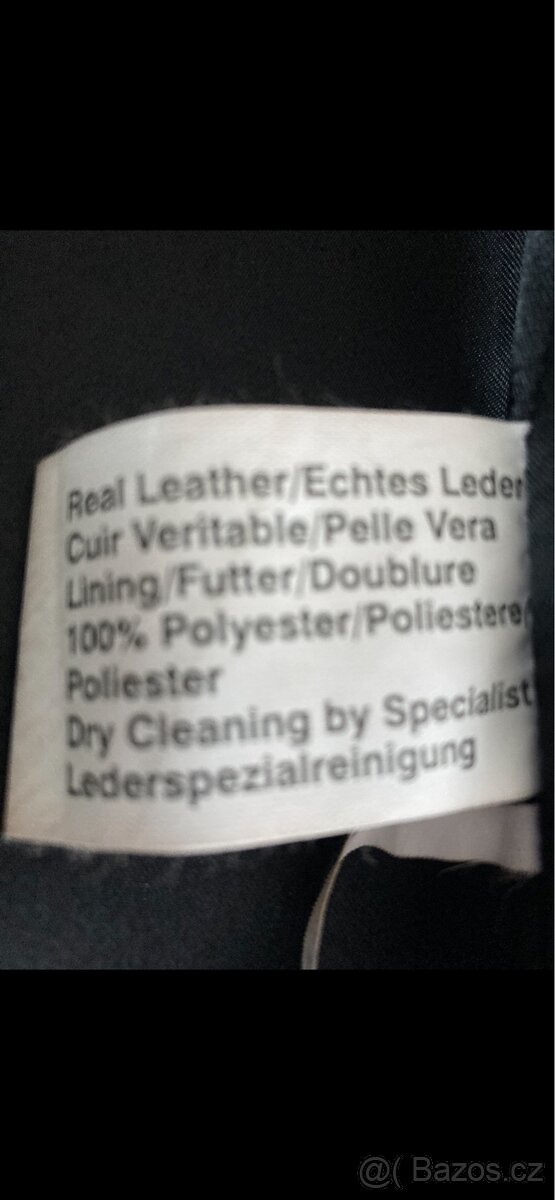 Real Leather/Echtes Leder
Cuir Veritable/Pelle Vera
Lining/Futter/Doublure
100% Polyester/Poliestere/
Poliester
Dry Cleaning by Specialist
Lederspezialreinigung
@( Bazos.cz